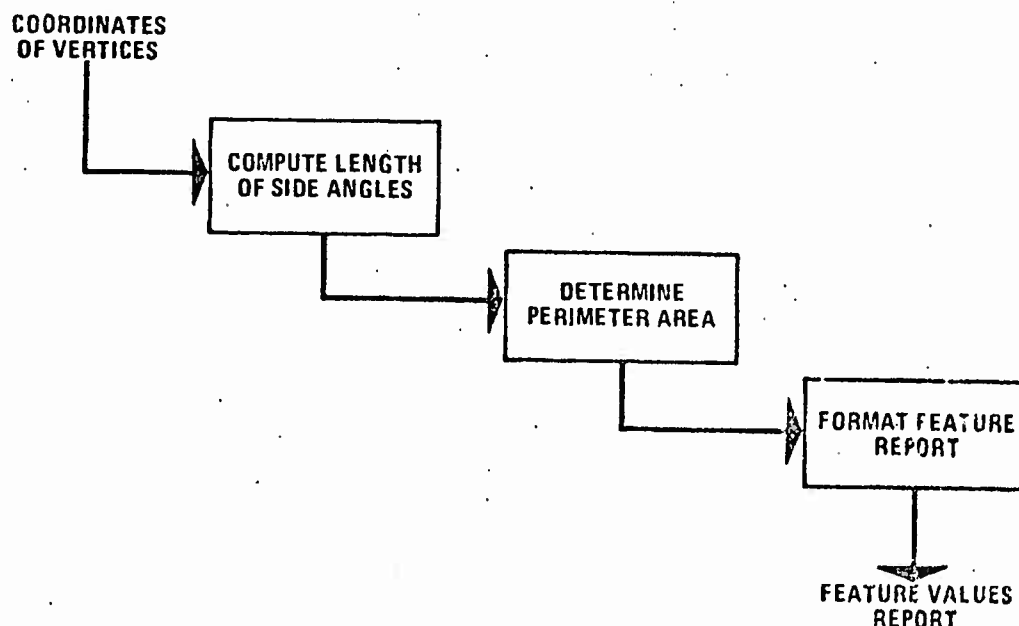 COORDINATES
OF VERTICES
COMPUTE LENGTH
OF SIDE ANGLES
DETERMINE
PERIMETER AREA
FORMAT FEATURE
REPORT
FEATURE VALUES
REPORT